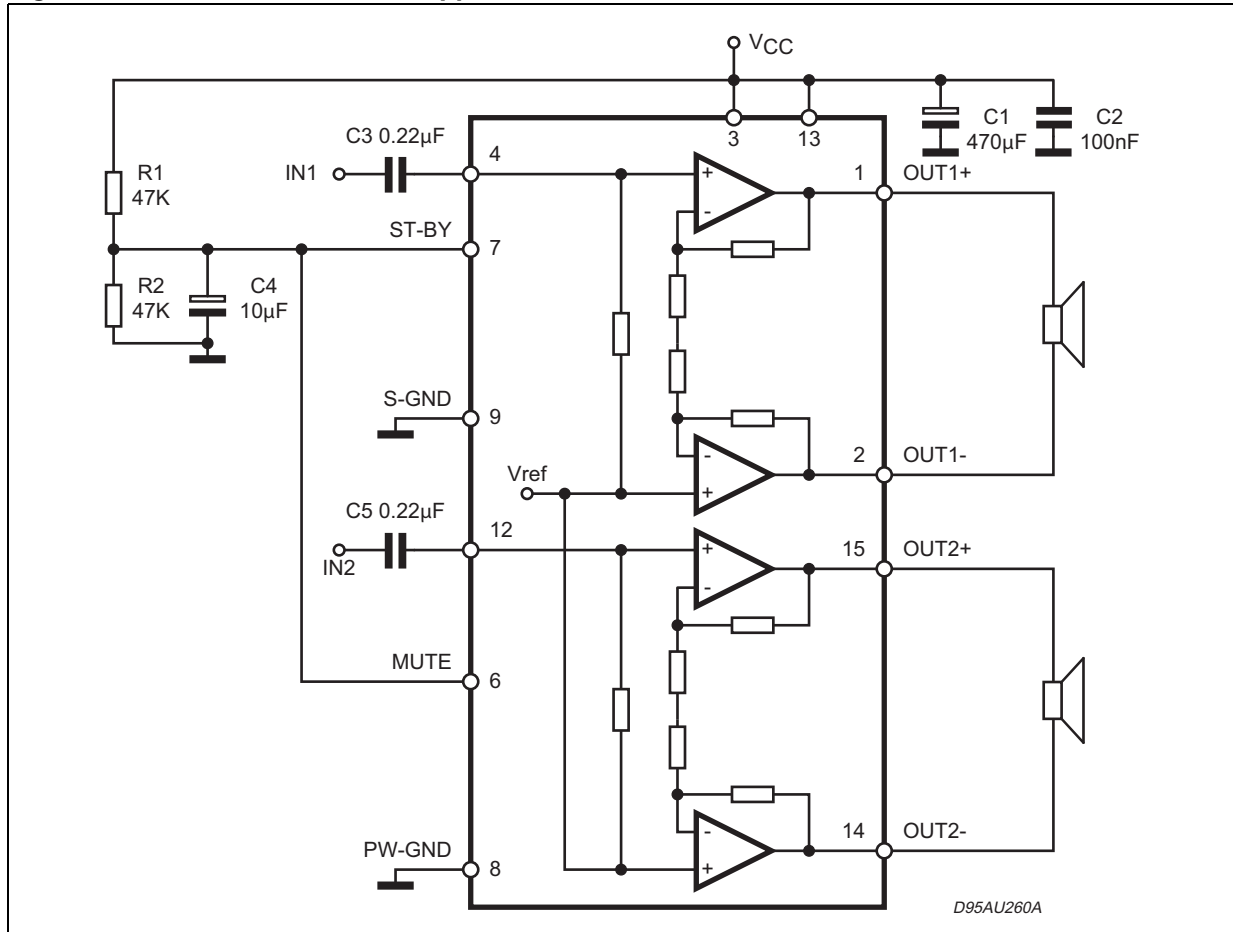 VCC
C3 0.22µF
3
13
C1
470µF
C2
100nF
IN1
4
+
-
1
OUT1+
R1
47K
ST-BY
7
R2
47K
C4
10µF
S-GND
9
Vref
-
+
2
OUT1-
C5 0.22µF
IN2
12
+
-
15
OUT2+
MUTE
6
-
+
14
OUT2-
PW-GND
8
D95AU260A